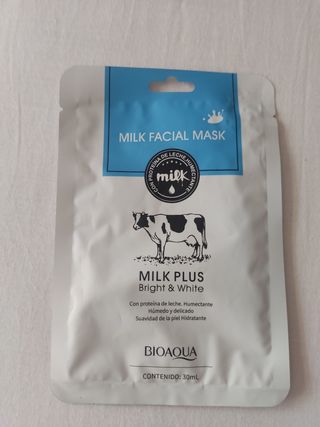 MILK FACIAL MASK
CON PROTEINA DE LECHE.HUMECTANTE
milk
MILK PLUS
Bright & White
Con proteína de leche. Humectante
Húmedo y delicado
Suavidad de la piel Hidratante
BIOAQUA
CONTENIDO: 30mL